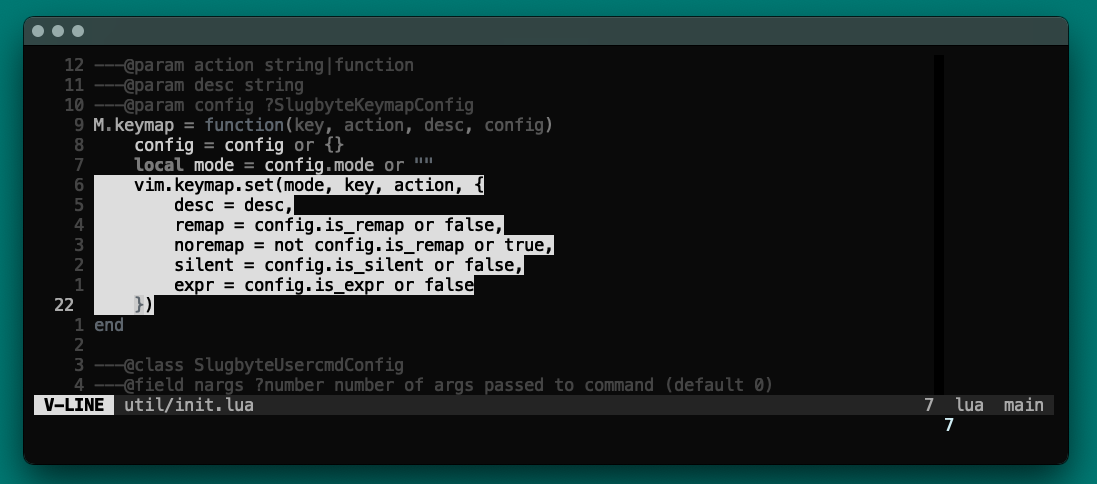 12 ---@param action string|function
11 ---@param desc string
10 ---@param config ?SlugbyteKeymapConfig
9 M.keymap = function(key, action, desc, config)
8     config = config or {}
7     local mode = config.mode or ""
6     vim.keymap.set(mode, key, action, {
5         desc = desc,
4         remap = config.is_remap or false,
3         noremap = not config.is_remap or true,
2         silent = config.is_silent or false,
1         expr = config.is_expr or false
22     })
1 end
2
3 ---@class SlugbyteUsercmdConfig
4 ---@field nargs ?number number of args passed to command (default 0)
V-LINE util/init.lua 7 lua main
7